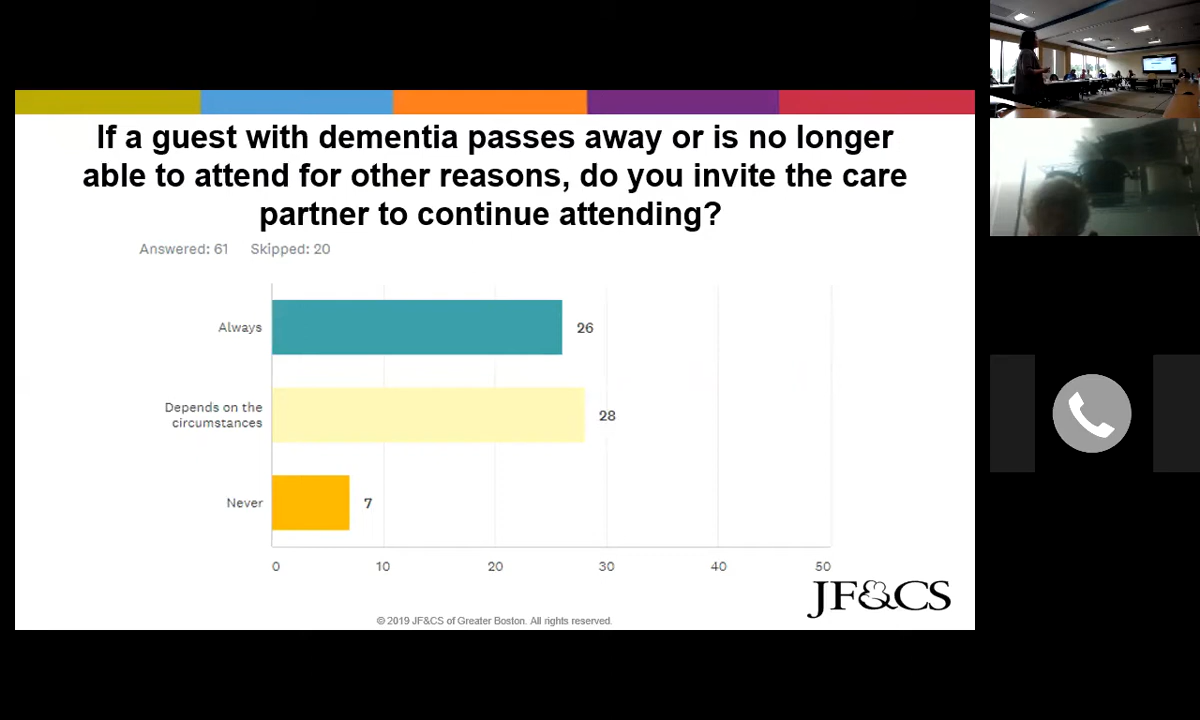 If a guest with dementia passes away or is no longer
able to attend for other reasons, do you invite the care
partner to continue attending?
Answered: 61 Skipped: 20
Always
26
Depends on the
circumstances
28
Never
7
0 10 20 30 40 50
JF&CS
© 2019 JF&CS of Greater Boston. All rights reserved.